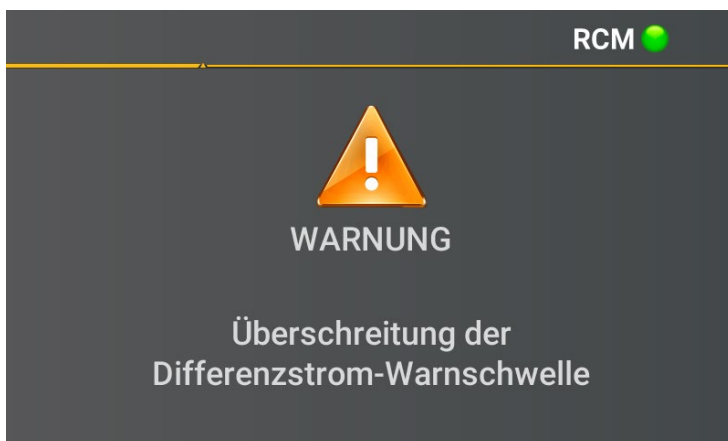 RCM
WARNUNG
Überschreitung der
Differenzstrom-Warnschwelle